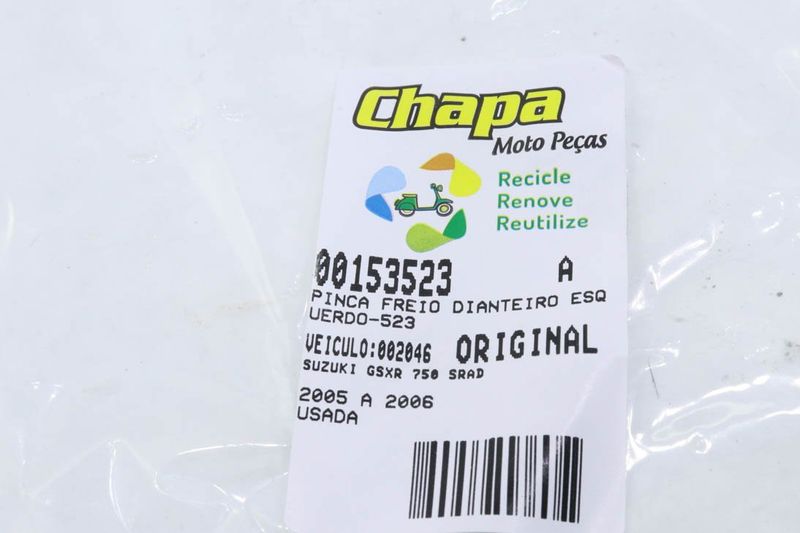 Chapa
Moto Peças
Recicle
Renove
Reutilize
00153523 A
PINCA FREIO DIANTEIRO ESQ
UERDO-523
VEICULO:002046 ORIGINAL
SUZUKI GSXR 750 SRAD
2005 A 2006
USADA